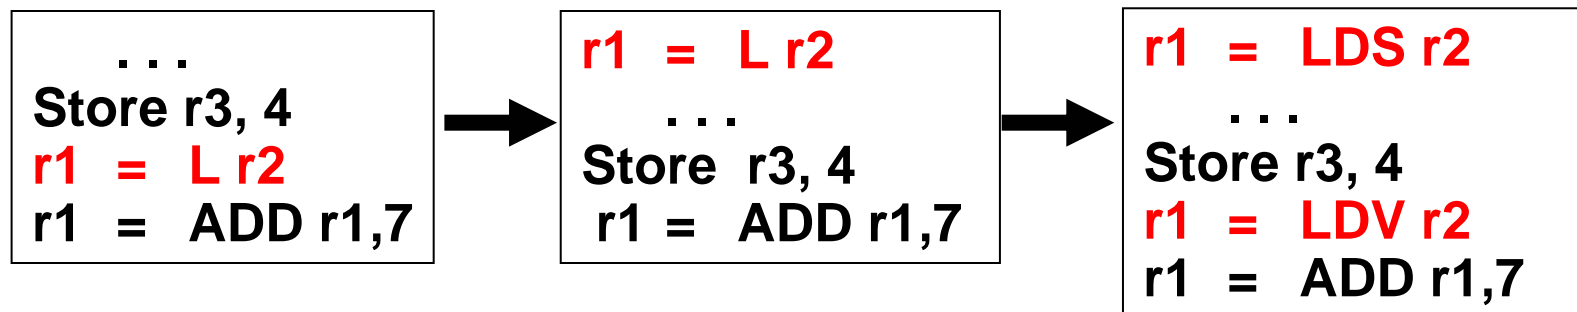 . . .
Store r3, 4
r1 = L r2
r1 = ADD r1,7
r1 = L r2
. . .
Store r3, 4
r1 = ADD r1,7
r1 = LDS r2
. . .
Store r3, 4
r1 = LDV r2
r1 = ADD r1,7